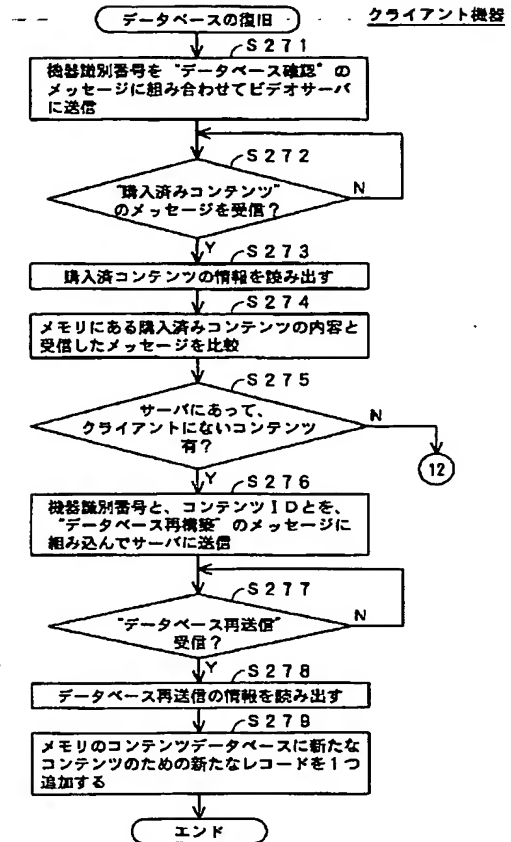 データベースの復旧
クライアント機器
S271
機器識別番号を“データベース確認”の
メッセージに組み合わせてビデオサーバ
に送信
S272
“購入済みコンテンツ”
のメッセージを受信?
N
Y
S273
購入済コンテンツの情報を読み出す
S274
メモリにある購入済みコンテンツの内容と
受信したメッセージを比較
S275
サーバにあって、
クライアントにないコンテンツ
有?
N
12
Y
S276
機器識別番号と、コンテンツIDとを、
“データベース再構築”のメッセージに
組み込んでサーバに送信
S277
“データベース再送信”
受信?
N
Y
S278
データベース再送信の情報を読み出す
S279
メモリのコンテンツデータベースに新たな
コンテンツのための新たなレコードを1つ
追加する
エンド